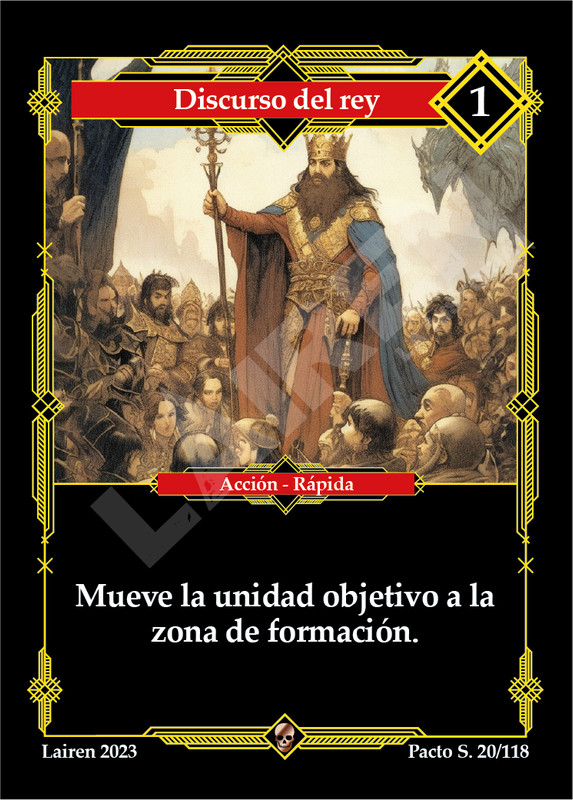 Discurso del rey
1
Acción - Rápida
Mueve la unidad objetivo a la
zona de formación.
Lairen 2023
Pacto S. 20/118
LAIREN